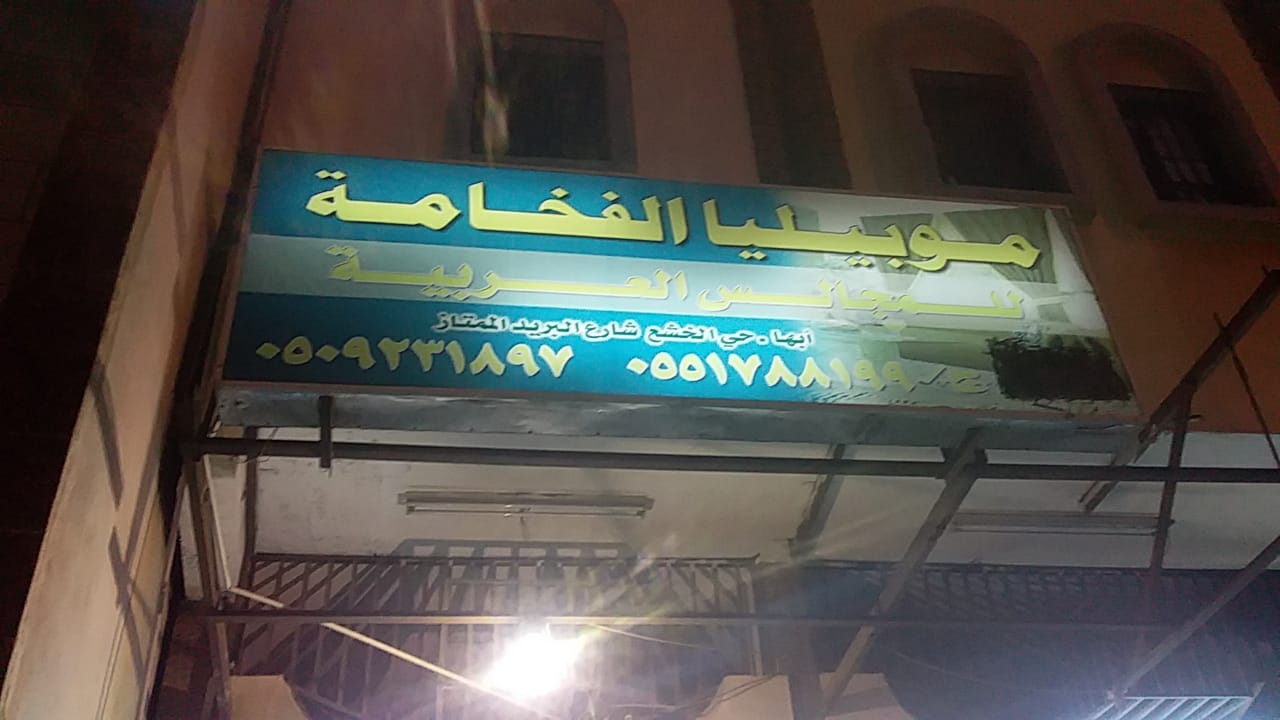 موبيليا الفخامة
للمجالس العربية
أبها - حي الخشع شارع البريد الممتاز
٠٥٥١٧٨٨١٩٩ ٠٥٠٩٢٣١٨٩٧